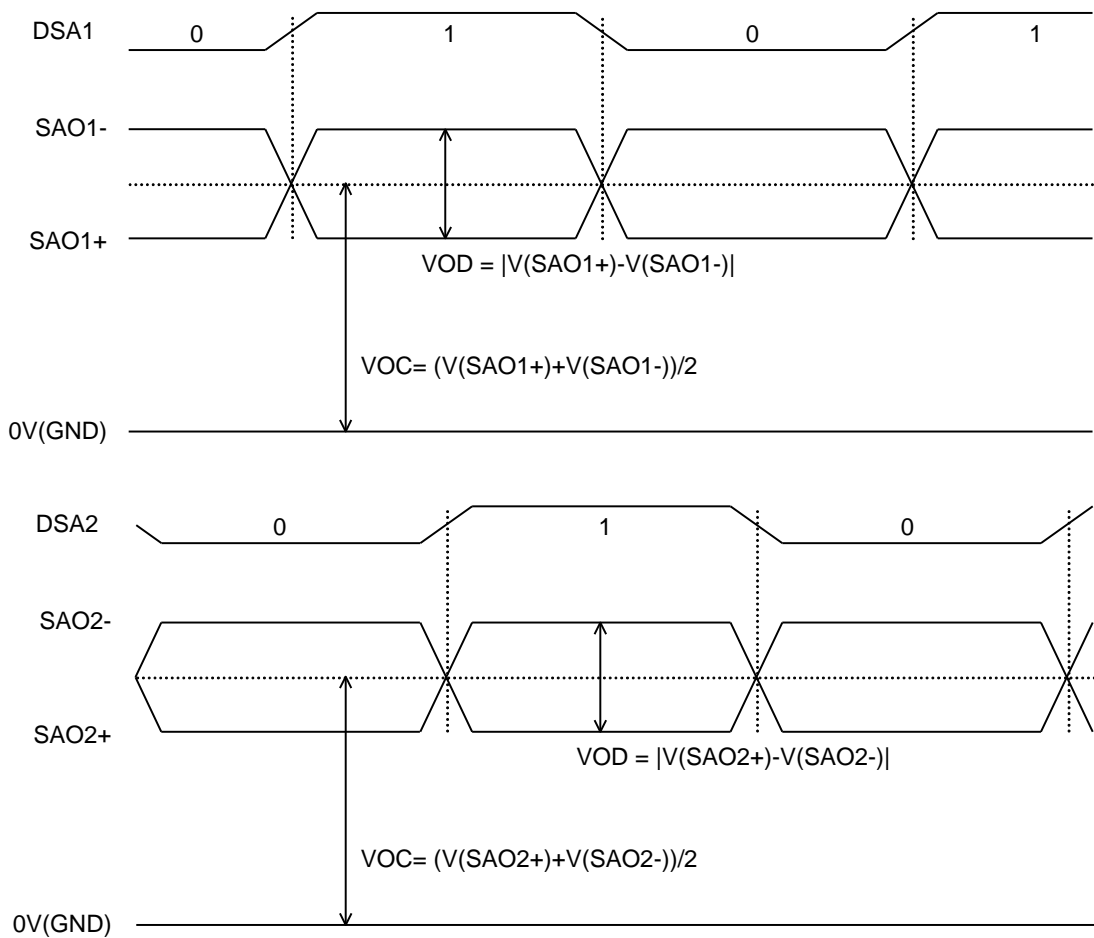 DSA1 0 1 0 1
SAO1-
SAO1+
VOD = |V(SAO1+)-V(SAO1-)|
VOC= (V(SAO1+)+V(SAO1-))/2
0V(GND)
DSA2 0 1 0
SAO2-
SAO2+
VOD = |V(SAO2+)-V(SAO2-)|
VOC= (V(SAO2+)+V(SAO2-))/2
0V(GND)